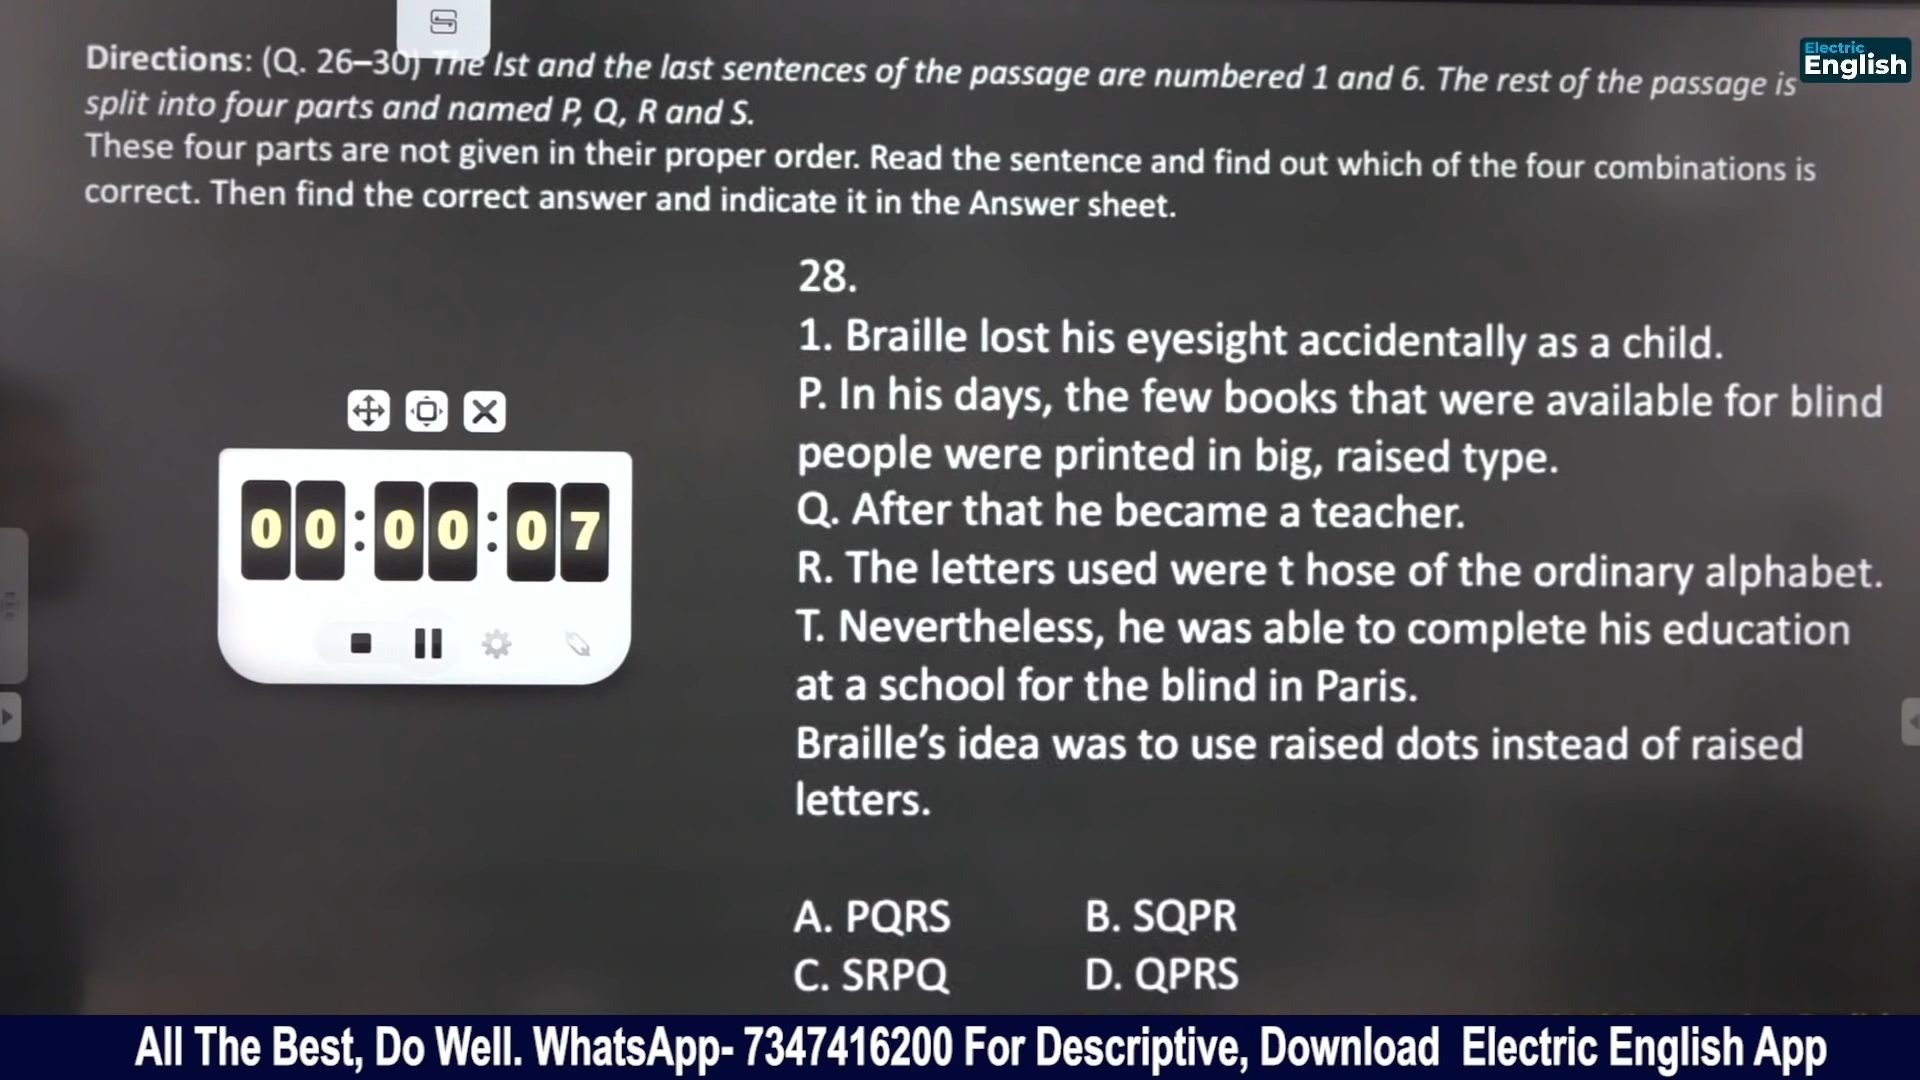 Electric
English
Directions: (Q. 26–30) The Ist and the last sentences of the passage are numbered 1 and 6. The rest of the passage is
split into four parts and named P, Q, R and S.
These four parts are not given in their proper order. Read the sentence and find out which of the four combinations is
correct. Then find the correct answer and indicate it in the Answer sheet.
28.
1. Braille lost his eyesight accidentally as a child.
P. In his days, the few books that were available for blind
people were printed in big, raised type.
Q. After that he became a teacher.
R. The letters used were t hose of the ordinary alphabet.
T. Nevertheless, he was able to complete his education
at a school for the blind in Paris.
Braille’s idea was to use raised dots instead of raised
letters.
00:00:07
A. PQRS B. SQPR
C. SRPQ D. QPRS
All The Best, Do Well. WhatsApp- 7347416200 For Descriptive, Download Electric English App